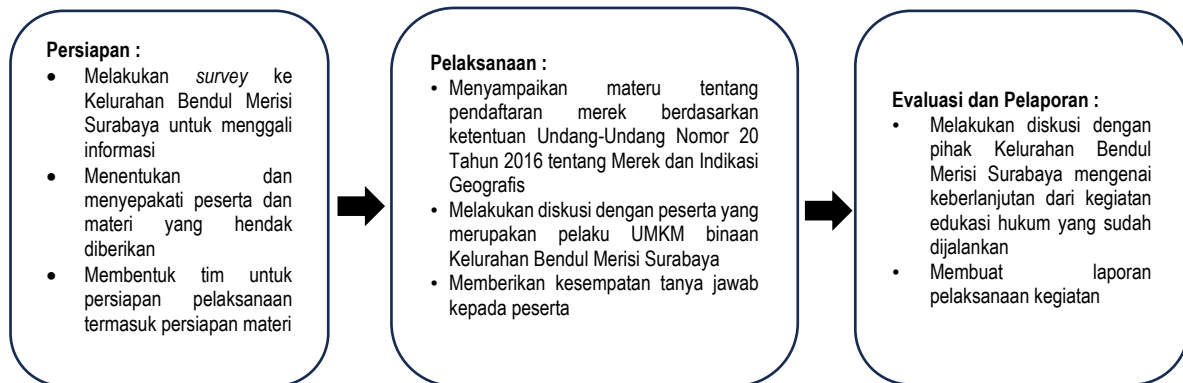 Persiapan :
• Melakukan survey ke
Kelurahan Bendul Merisi
Surabaya untuk menggali
informasi
• Menentukan dan
menyepakati peserta dan
materi yang hendak
diberikan
• Membentuk tim untuk
persiapan pelaksanaan
termasuk persiapan materi
Pelaksanaan :
• Menyampaikan materu tentang
pendaftaran merek berdasarkan
ketentuan Undang-Undang Nomor 20
Tahun 2016 tentang Merek dan Indikasi
Geografis
• Melakukan diskusi dengan peserta yang
merupakan pelaku UMKM binaan
Kelurahan Bendul Merisi Surabaya
• Memberikan kesempatan tanya jawab
kepada peserta
Evaluasi dan Pelaporan :
• Melakukan diskusi dengan
pihak Kelurahan Bendul
Merisi Surabaya mengenai
keberlanjutan dari kegiatan
edukasi hukum yang sudah
dijalankan
• Membuat laporan
pelaksanaan kegiatan